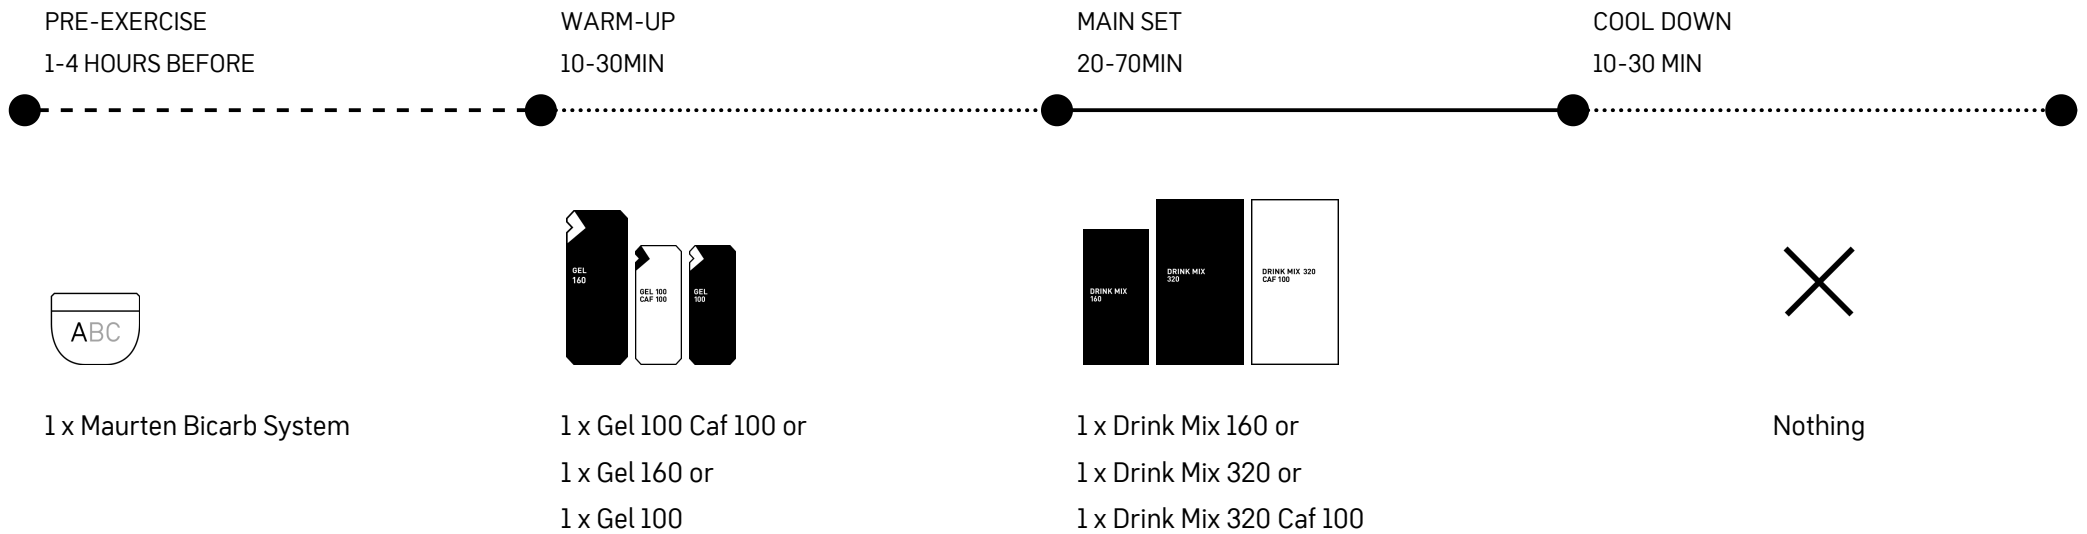 PRE-EXERCISE
1-4 HOURS BEFORE
WARM-UP
10-30MIN
MAIN SET
20-70MIN
COOL DOWN
10-30 MIN
ABC
GEL
160
GEL 100
CAF 100
GEL
100
DRINK MIX
160
DRINK MIX
320
DRINK MIX 320
CAF 100
1 x Maurten Bicarb System
1 x Gel 100 Caf 100 or
1 x Gel 160 or
1 x Gel 100
1 x Drink Mix 160 or
1 x Drink Mix 320 or
1 x Drink Mix 320 Caf 100
Nothing